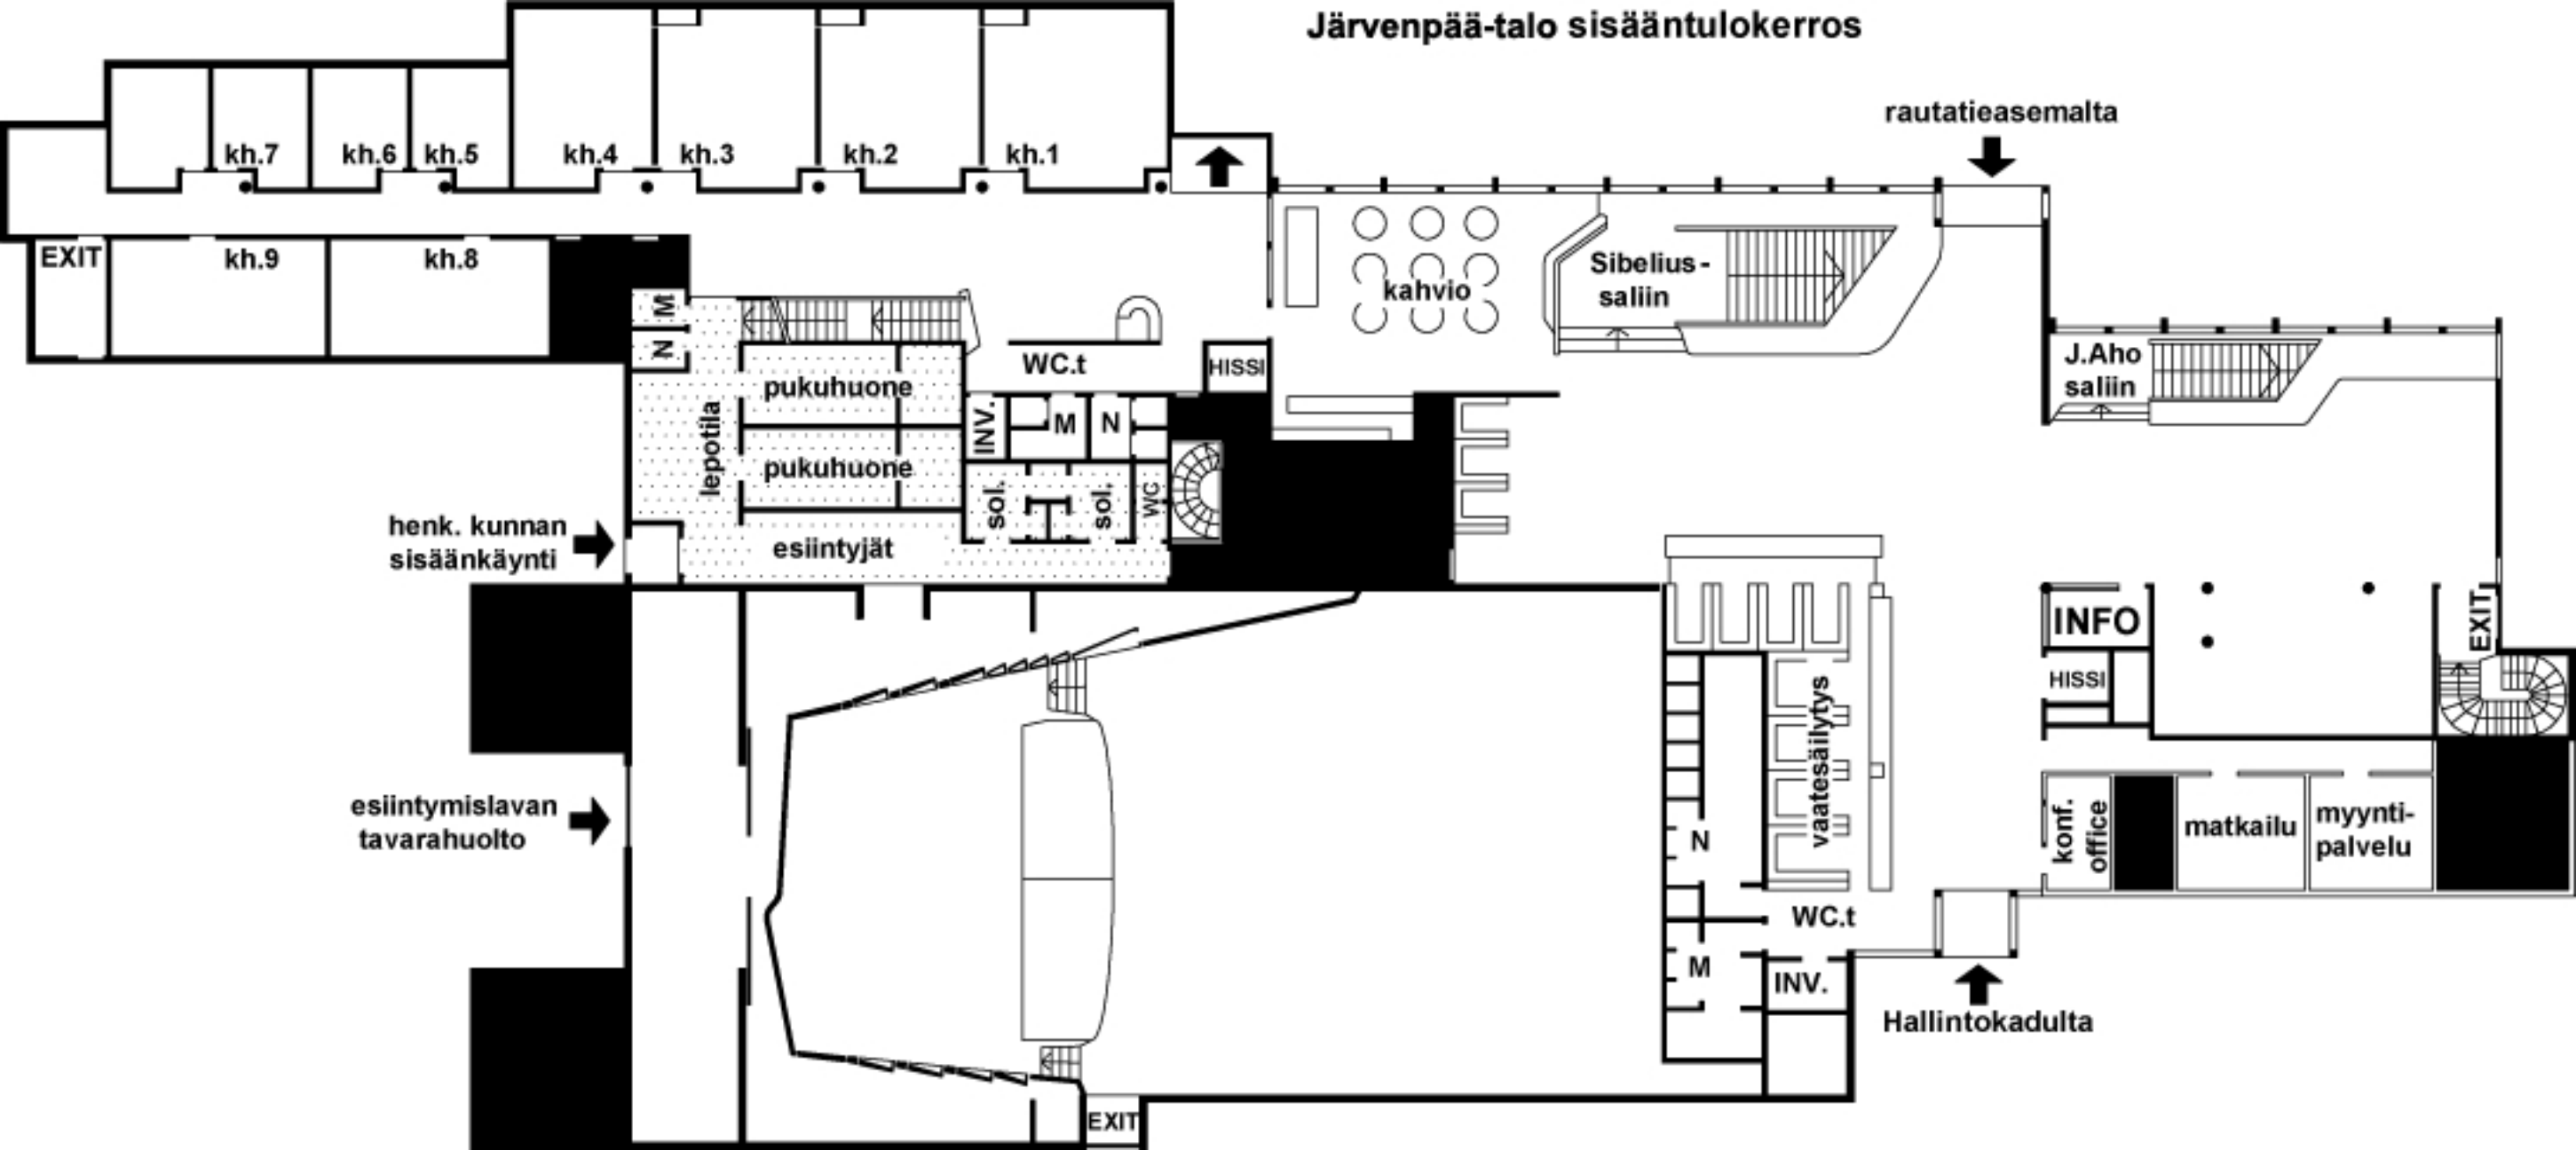 Järvenpää-talo sisääntulokerros
rautatieasemalta
kh.7
kh.6
kh.5
kh.4
kh.3
kh.2
kh.1
EXIT
kh.9
kh.8
M
N
kahvio
Sibelius-
saliin
J.Aho
saliin
WC.t
HISSI
pukuhuone
pukuhuone
lepotila
INV.
M
N
sol.
sol.
WC
henk. kunnan
sisäänkäynti
esiintyjät
INFO
EXIT
HISSI
vaatesäilytys
esiintymislavan
tavarahuolto
N
konf.
office
matkailu
myynti-
palvelu
WC.t
M
INV.
Hallintokadulta
EXIT